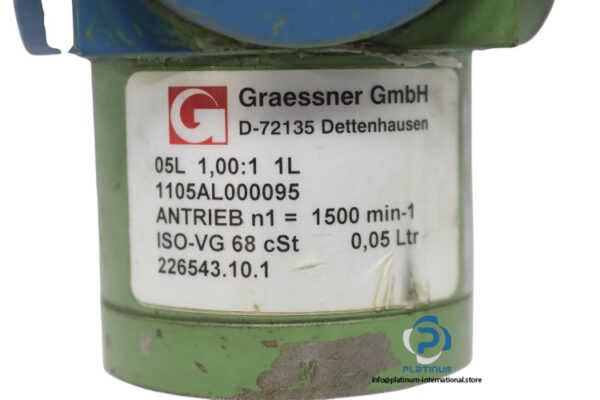 G
Graessner GmbH
D-72135 Dettenhausen
05L 1,00:1 1L
1105AL000095
ANTRIEB n1 = 1500 min-1
ISO-VG 68 cSt 0,05 Ltr
226543.10.1
PLATINUM
info@platinum-international.store